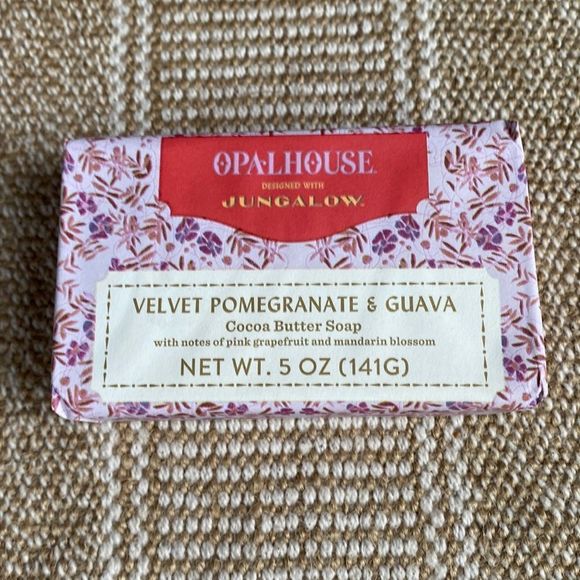 OPALHOUSE™
DESIGNED WITH
JUNGALOW.
VELVET POMEGRANATE & GUAVA
Cocoa Butter Soap
with notes of pink grapefruit and mandarin blossom
NET WT. 5 OZ (141G)